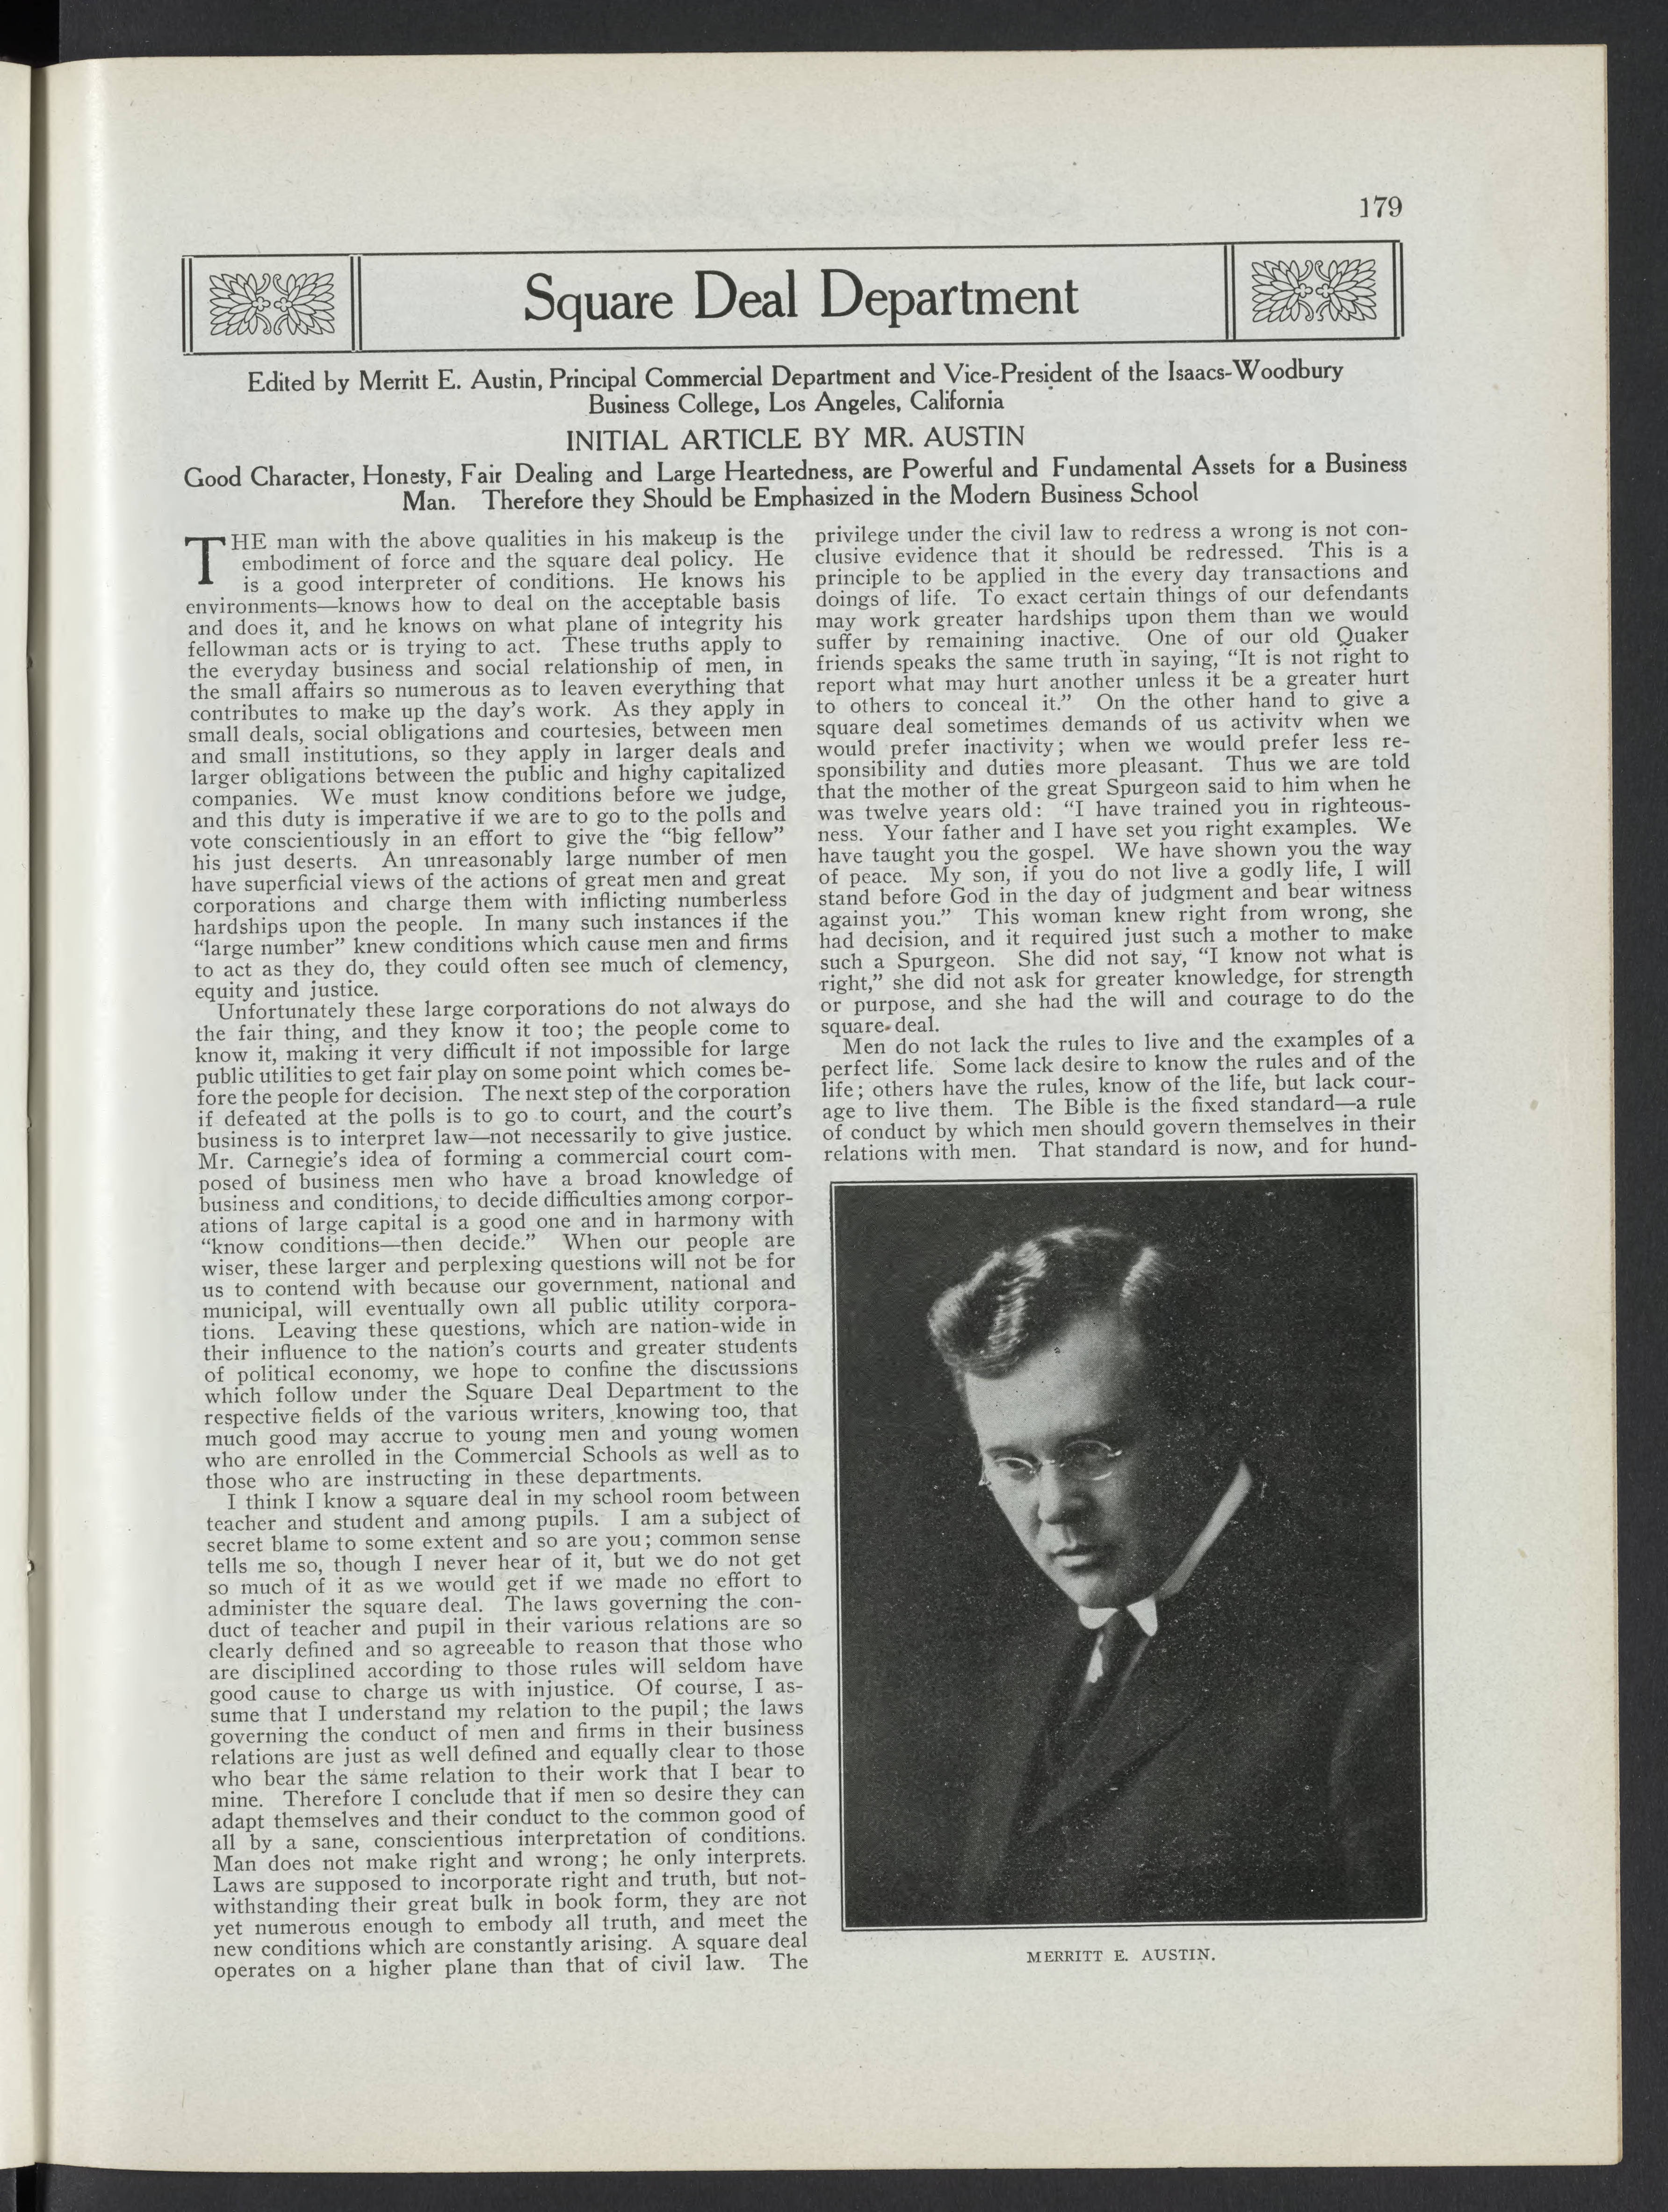 179
Square Deal Department
Edited by Merritt E. Austin, Principal Commercial Department and Vice-President of the Isaacs-Woodbury
Business College, Los Angeles, California
INITIAL ARTICLE BY MR. AUSTIN
Good Character, Honesty, Fair Dealing and Large Heartedness, are Powerful and Fundamental Assets for a Business
Man. Therefore they Should be Emphasized in the Modern Business School
THE man with the above qualities in his makeup is the
embodiment of force and the square deal policy. He
is a good interpreter of conditions. He knows his
environments—knows how to deal on the acceptable basis
and does it, and he knows on what plane of integrity his
fellowman acts or is trying to act. These truths apply to
the everyday business and social relationship of men, in
the small affairs so numerous as to leaven everything that
contributes to make up the day's work. As they apply in
small deals, social obligations and courtesies, between men
and small institutions, so they apply in larger deals and
larger obligations between the public and highy capitalized
companies. We must know conditions before we judge,
and this duty is imperative if we are to go to the polls and
vote conscientiously in an effort to give the “big fellow”
his just deserts. An unreasonably large number of men
have superficial views of the actions of great men and great
corporations and charge them with inflicting numberless
hardships upon the people. In many such instances if the
“large number” knew conditions which cause men and firms
to act as they do, they could often see much of clemency,
equity and justice.
Unfortunately these large corporations do not always do
the fair thing, and they know it too; the people come to
know it, making it very difficult if not impossible for large
public utilities to get fair play on some point which comes be-
fore the people for decision. The next step of the corporation
if defeated at the polls is to go to court, and the court's
business is to interpret law—not necessarily to give justice.
Mr. Carnegie's idea of forming a commercial court com-
posed of business men who have a broad knowledge of
business and conditions, to decide difficulties among corpor-
ations of large capital is a good one and in harmony with
“know conditions—then decide.” When our people are
wiser, these larger and perplexing questions will not be for
us to contend with because our government, national and
municipal, will eventually own all public utility corpora-
tions. Leaving these questions, which are nation-wide in
their influence to the nation's courts and greater students
of political economy, we hope to confine the discussions
which follow under the Square Deal Department to the
respective fields of the various writers, knowing too, that
much good may accrue to young men and young women
who are enrolled in the Commercial Schools as well as to
those who are instructing in these departments.
I think I know a square deal in my school room between
teacher and student and among pupils. I am a subject of
secret blame to some extent and so are you; common sense
tells me so, though I never hear of it, but we do not get
so much of it as we would get if we made no effort to
administer the square deal. The laws governing the con-
duct of teacher and pupil in their various relations are so
clearly defined and so agreeable to reason that those who
are disciplined according to those rules will seldom have
good cause to charge us with injustice. Of course, I as-
sume that I understand my relation to the pupil; the laws
governing the conduct of men and firms in their business
relations are just as well defined and equally clear to those
who bear the same relation to their work that I bear to
mine. Therefore I conclude that if men so desire they can
adapt themselves and their conduct to the common good of
all by a sane, conscientious interpretation of conditions.
Man does not make right and wrong; he only interprets.
Laws are supposed to incorporate right and truth, but not-
withstanding their great bulk in book form, they are not
yet numerous enough to embody all truth, and meet the
new conditions which are constantly arising. A square deal
operates on a higher plane than that of civil law. The
privilege under the civil law to redress a wrong is not con-
clusive evidence that it should be redressed. This is a
principle to be applied in the every day transactions and
doings of life. To exact certain things of our defendants
may work greater hardships upon them than we would
suffer by remaining inactive. One of our old Quaker
friends speaks the same truth in saying, “It is not right to
report what may hurt another unless it be a greater hurt
to others to conceal it.” On the other hand to give a
square deal sometimes demands of us activity when we
would prefer inactivity; when we would prefer less re-
sponsibility and duties more pleasant. Thus we are told
that the mother of the great Spurgeon said to him when he
was twelve years old: “I have trained you in righteous-
ness. Your father and I have set you right examples. We
have taught you the gospel. We have shown you the way
of peace. My son, if you do not live a godly life, I will
stand before God in the day of judgment and bear witness
against you.” This woman knew right from wrong, she
had decision, and it required just such a mother to make
such a Spurgeon. She did not say, “I know not what is
right,” she did not ask for greater knowledge, for strength
or purpose, and she had the will and courage to do the
square deal.
Men do not lack the rules to live and the examples of a
perfect life. Some lack desire to know the rules and of the
life; others have the rules, know of the life, but lack cour-
age to live them. The Bible is the fixed standard—a rule
of conduct by which men should govern themselves in their
relations with men. That standard is now, and for hund-
MERRITT E. AUSTIN.